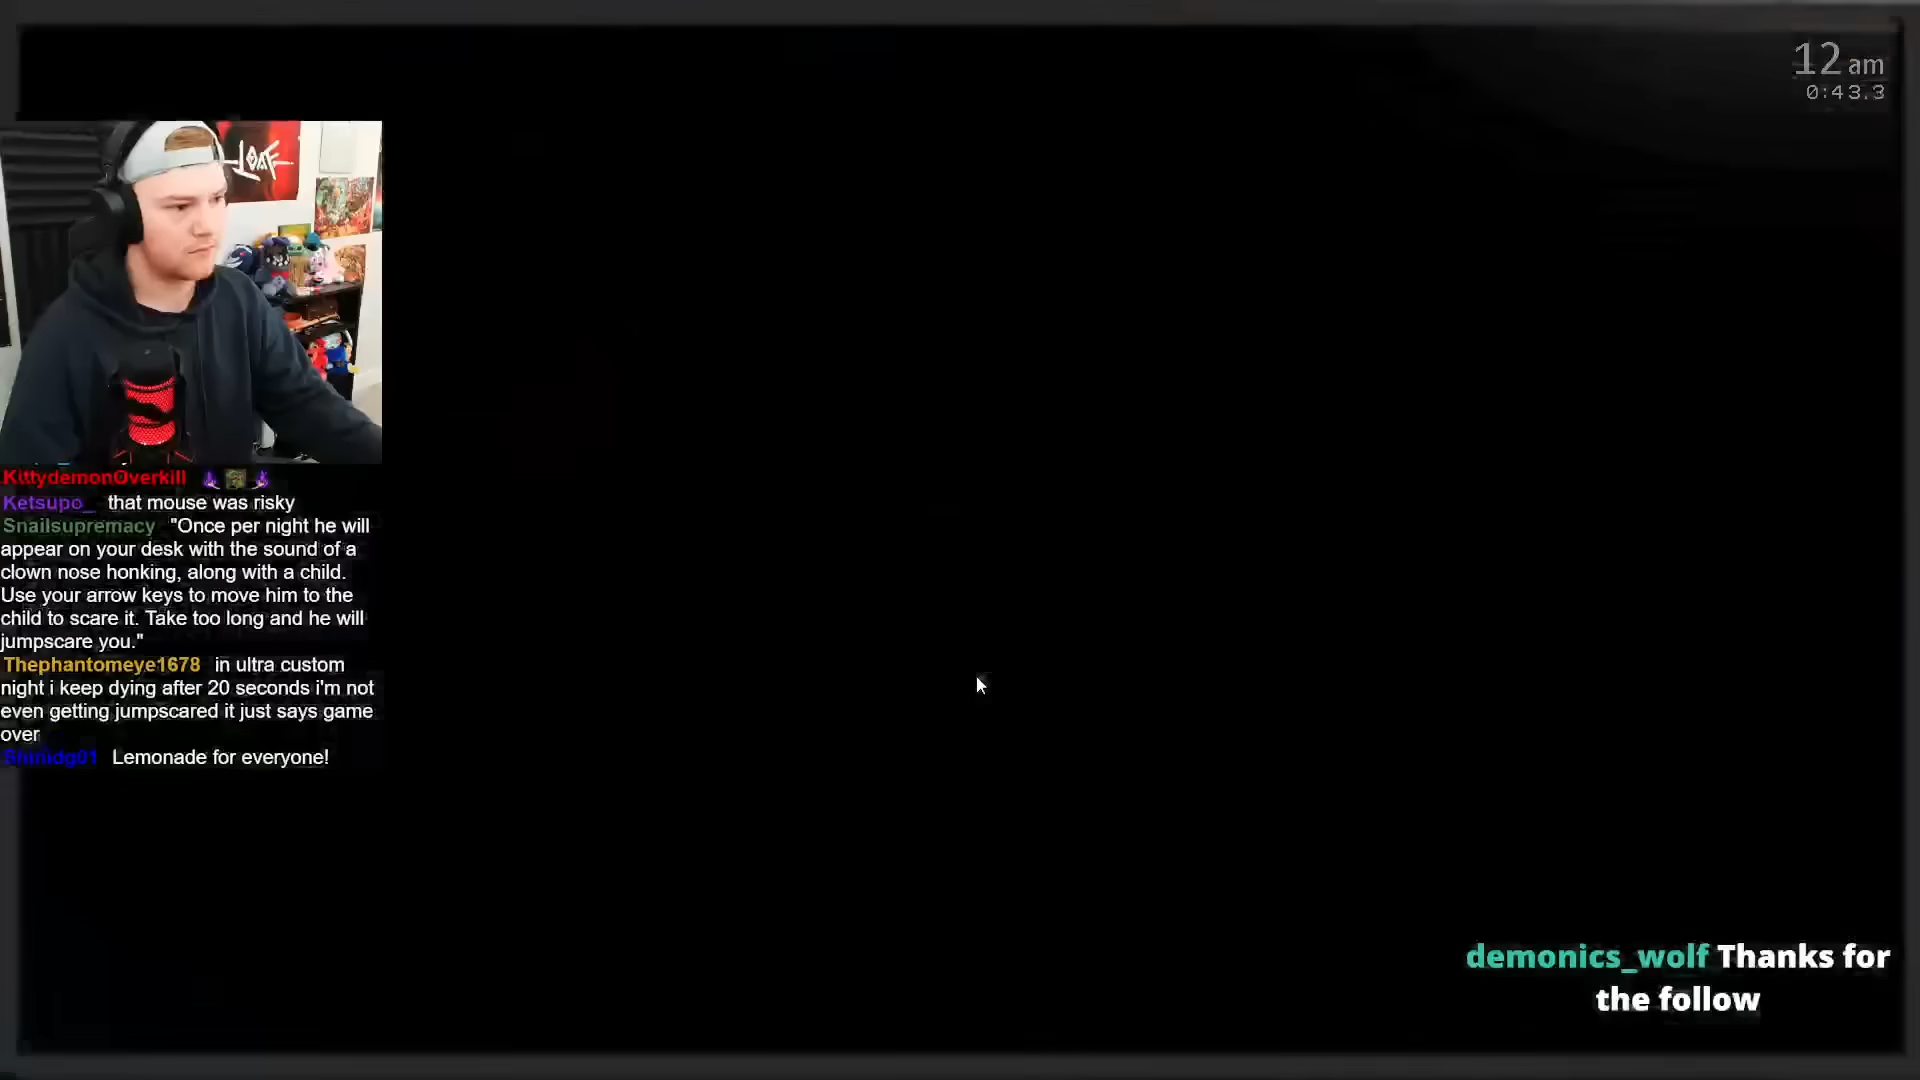 12 am
0:43.3
LOAF
KittydemonOverkill
Ketsupo_ that mouse was risky
Snailsupremacy "Once per night he will
appear on your desk with the sound of a
clown nose honking, along with a child.
Use your arrow keys to move him to the
child to scare it. Take too long and he will
jumpscare you."
Thephantomeye1678 in ultra custom
night i keep dying after 20 seconds i'm not
even getting jumpscared it just says game
over
Lemonade for everyone!
demonics_wolf Thanks for
the follow